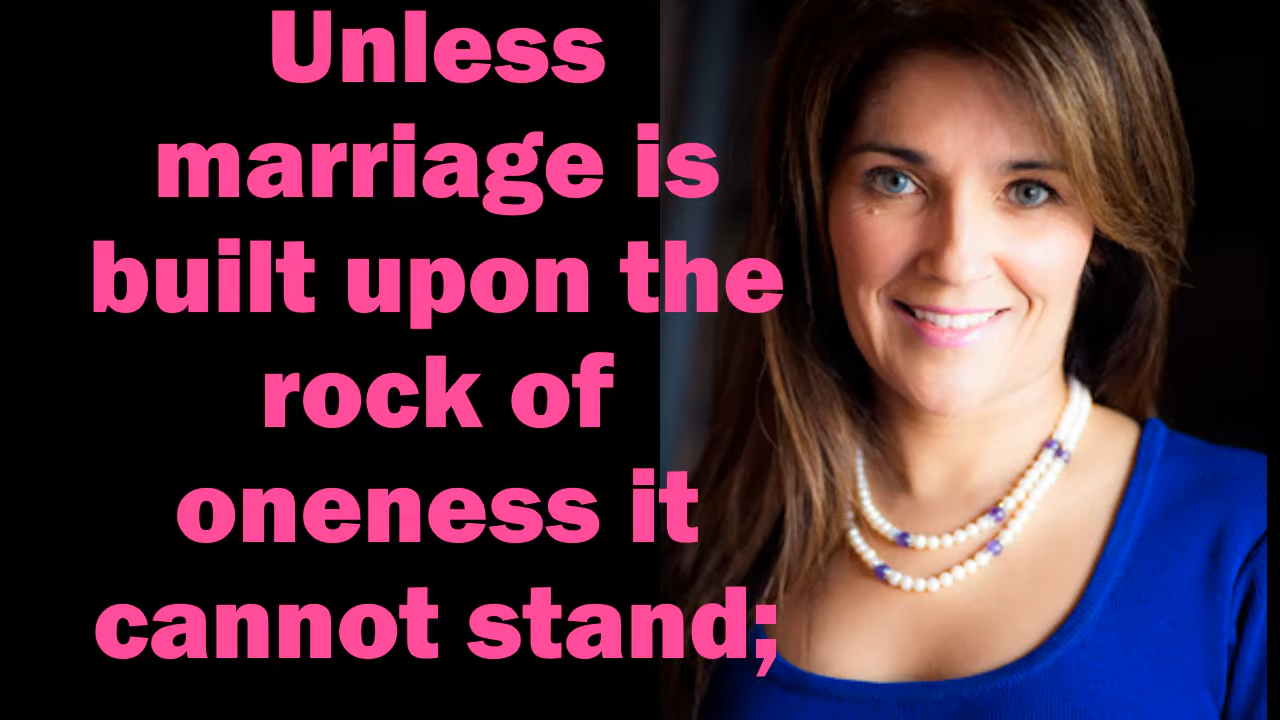 Unless
marriage is
built upon the
rock of
oneness it
cannot stand;